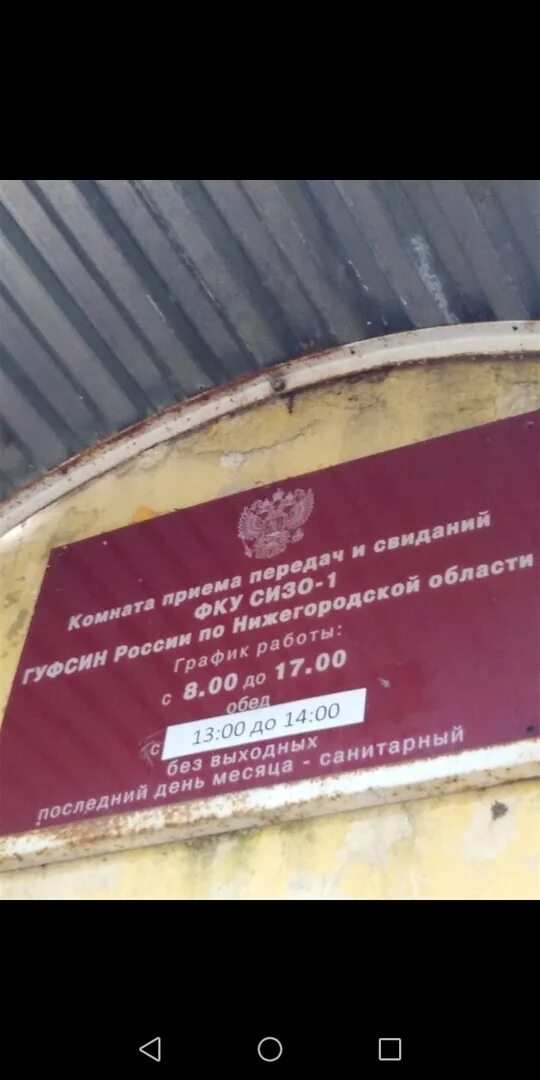 Комната приема передач и свиданий
ФКУ СИЗО-1
ГУФСИН России по Нижегородской области
График работы:
с 8.00 до 17.00
обед
с 13:00 до 14:00
без выходных
последний день месяца - санитарный